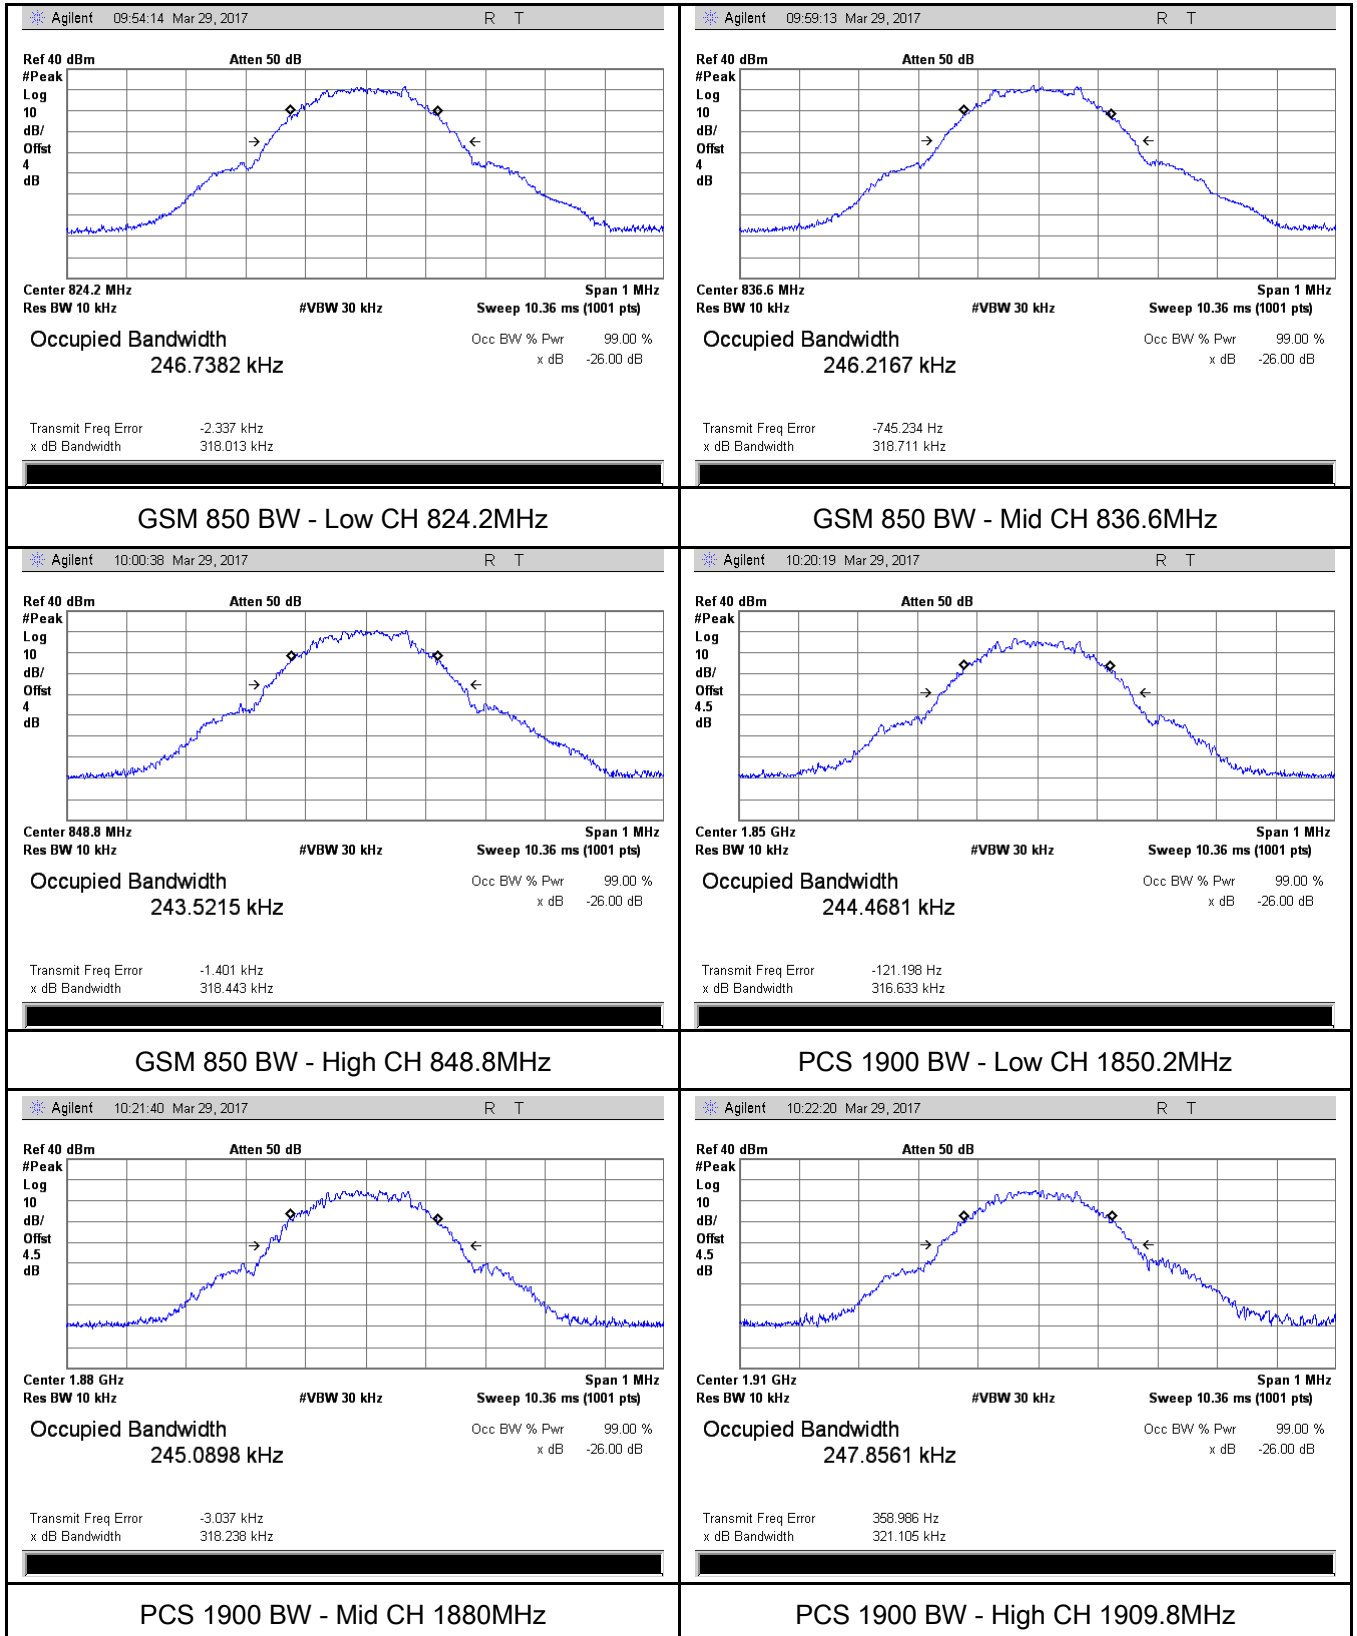 Agilent 09:54:14 Mar 29, 2017 R T
Ref 40 dBm Atten 50 dB
#Peak
Log
10
dB/
Offst
4
dB
Center 824.2 MHz Span 1 MHz
Res BW 10 kHz #VBW 30 kHz Sweep 10.36 ms (1001 pts)
Occupied Bandwidth Occ BW % Pwr 99.00 %
246.7382 kHz x dB -26.00 dB
Transmit Freq Error -2.337 kHz
x dB Bandwidth 318.013 kHz
GSM 850 BW - Low CH 824.2MHz
Agilent 09:59:13 Mar 29, 2017 R T
Ref 40 dBm Atten 50 dB
#Peak
Log
10
dB/
Offst
4
dB
Center 836.6 MHz Span 1 MHz
Res BW 10 kHz #VBW 30 kHz Sweep 10.36 ms (1001 pts)
Occupied Bandwidth Occ BW % Pwr 99.00 %
246.2167 kHz x dB -26.00 dB
Transmit Freq Error -745.234 Hz
x dB Bandwidth 318.711 kHz
GSM 850 BW - Mid CH 836.6MHz
Agilent 10:00:38 Mar 29, 2017 R T
Ref 40 dBm Atten 50 dB
#Peak
Log
10
dB/
Offst
4
dB
Center 848.8 MHz Span 1 MHz
Res BW 10 kHz #VBW 30 kHz Sweep 10.36 ms (1001 pts)
Occupied Bandwidth Occ BW % Pwr 99.00 %
243.5215 kHz x dB -26.00 dB
Transmit Freq Error -1.401 kHz
x dB Bandwidth 318.443 kHz
GSM 850 BW - High CH 848.8MHz
Agilent 10:20:19 Mar 29, 2017 R T
Ref 40 dBm Atten 50 dB
#Peak
Log
10
dB/
Offst
4.5
dB
Center 1.85 GHz Span 1 MHz
Res BW 10 kHz #VBW 30 kHz Sweep 10.36 ms (1001 pts)
Occupied Bandwidth Occ BW % Pwr 99.00 %
244.4681 kHz x dB -26.00 dB
Transmit Freq Error -121.198 Hz
x dB Bandwidth 316.633 kHz
PCS 1900 BW - Low CH 1850.2MHz
Agilent 10:21:40 Mar 29, 2017 R T
Ref 40 dBm Atten 50 dB
#Peak
Log
10
dB/
Offst
4.5
dB
Center 1.88 GHz Span 1 MHz
Res BW 10 kHz #VBW 30 kHz Sweep 10.36 ms (1001 pts)
Occupied Bandwidth Occ BW % Pwr 99.00 %
245.0898 kHz x dB -26.00 dB
Transmit Freq Error -3.037 kHz
x dB Bandwidth 318.238 kHz
PCS 1900 BW - Mid CH 1880MHz
Agilent 10:22:20 Mar 29, 2017 R T
Ref 40 dBm Atten 50 dB
#Peak
Log
10
dB/
Offst
4.5
dB
Center 1.91 GHz Span 1 MHz
Res BW 10 kHz #VBW 30 kHz Sweep 10.36 ms (1001 pts)
Occupied Bandwidth Occ BW % Pwr 99.00 %
247.8561 kHz x dB -26.00 dB
Transmit Freq Error 358.986 Hz
x dB Bandwidth 321.105 kHz
PCS 1900 BW - High CH 1909.8MHz